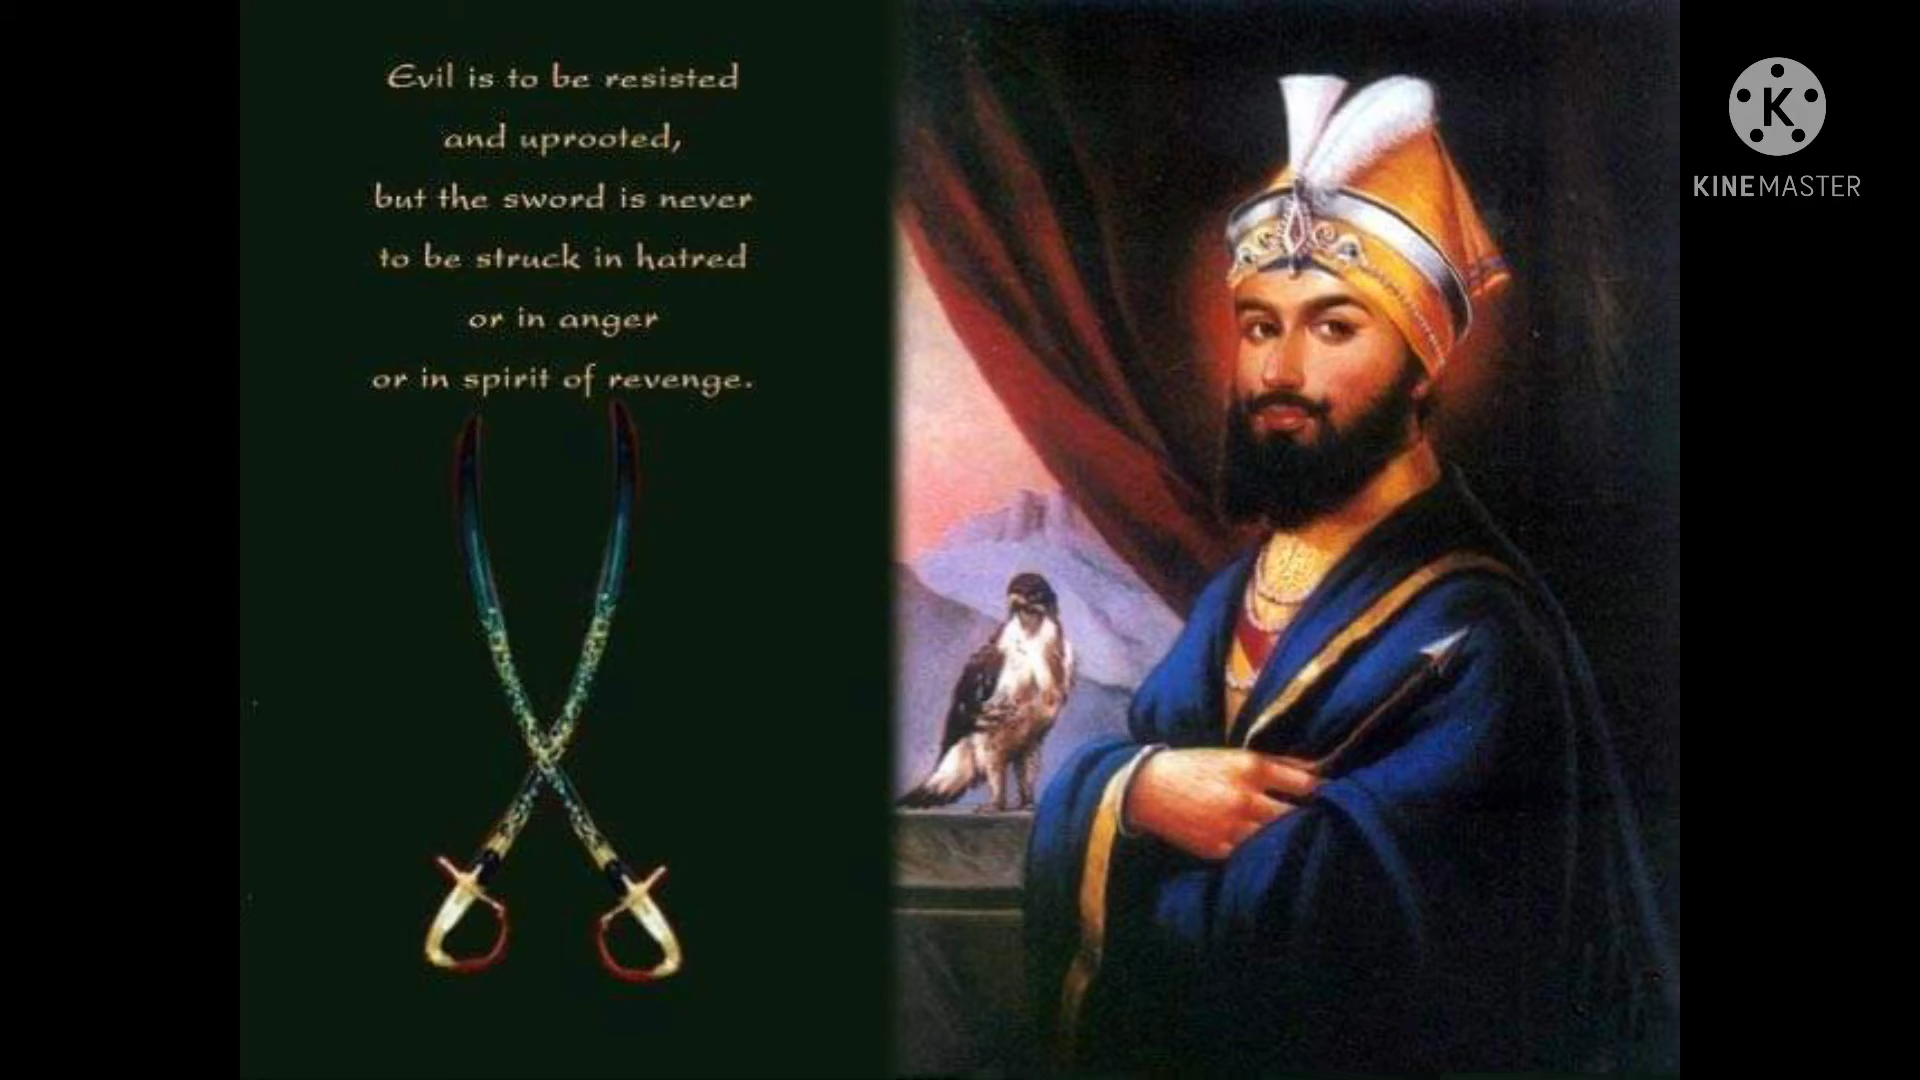 Evil is to be resisted
and uprooted,
but the sword is never
to be struck in hatred
or in anger
or in spirit of revenge.
K
KINEMASTER